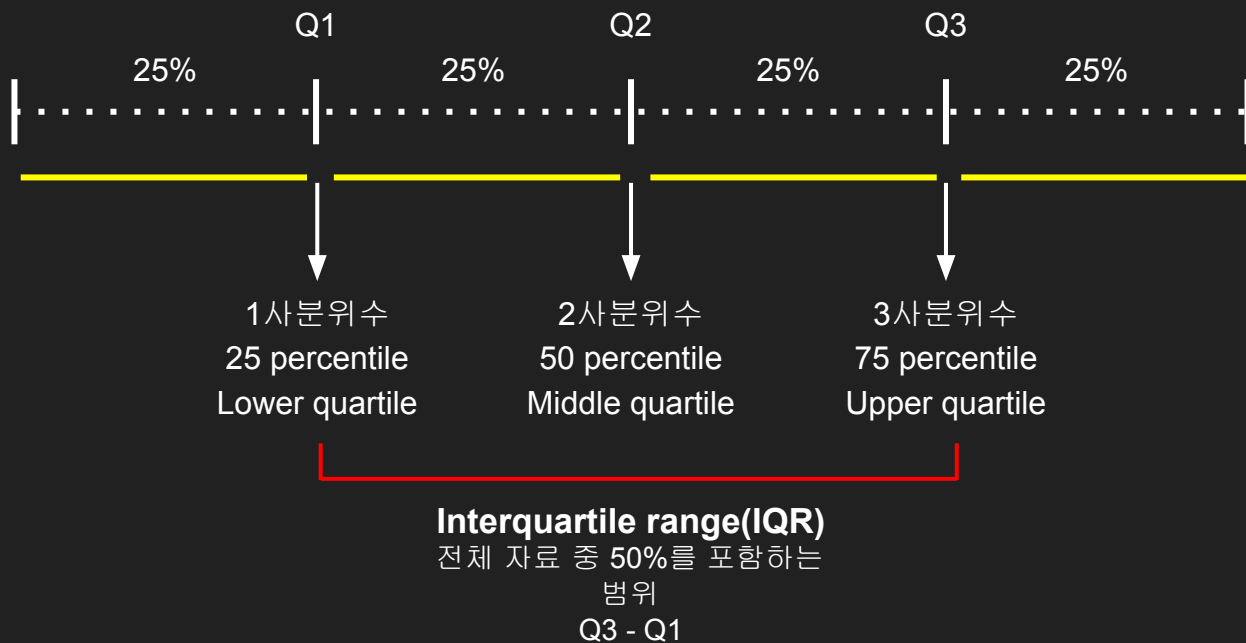 Q1 Q2 Q3
25% 25% 25% 25%
1사분위수
25 percentile
Lower quartile
2사분위수
50 percentile
Middle quartile
3사분위수
75 percentile
Upper quartile
Interquartile range(IQR)
전체 자료 중 50%를 포함하는
범위
Q3 - Q1